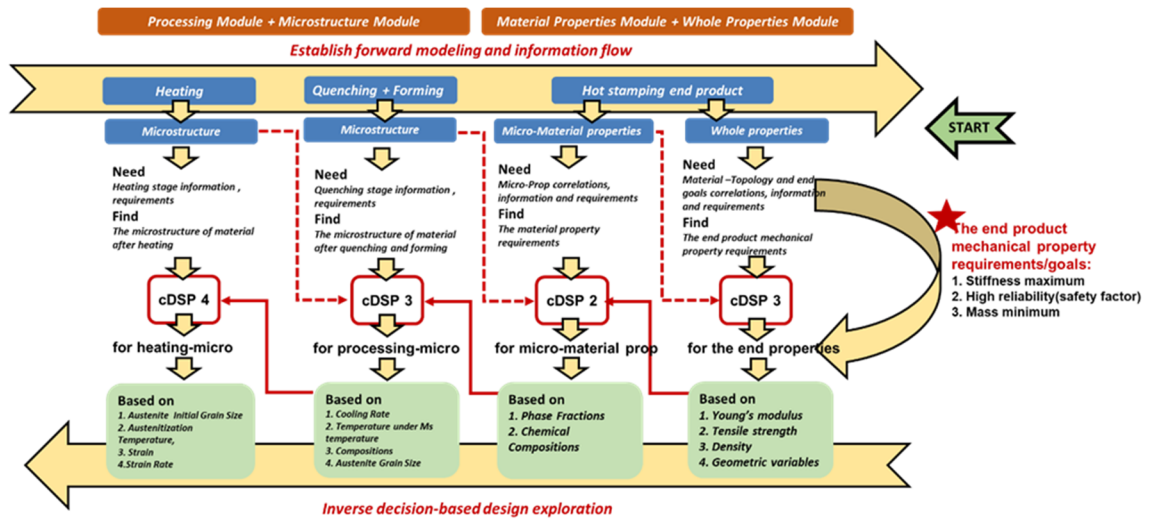 Processing Module + Microstructure Module
Material Properties Module + Whole Properties Module
Establish forward modeling and information flow
Heating
Quenching + Forming
Hot stamping end product
START
Microstructure
Microstructure
Micro-Material properties
Whole properties
Need
Heating stage information ,
requirements
Find
The microstructure of material
after heating
Need
Quenching stage information ,
requirements
Find
The microstructure of material
after quenching and forming
Need
Micro-Prop correlations,
information and requirements
Find
The material property
requirements
Need
Material –Topology and end
goals correlations, information
and requirements
Find
The end product mechanical
property requirements
The end product
mechanical property
requirements/goals:
1. Stiffness maximum
2. High reliability(safety factor)
3. Mass minimum
cDSP 4
cDSP 3
cDSP 2
cDSP 3
for heating-micro
for processing-micro
for micro-material prop
for the end properties
Based on
1. Austenite Initial Grain Size
2. Austenitization
Temperature,
3. Strain
4.Strain Rate
Based on
1. Cooling Rate
2. Temperature under Ms
temperature
3. Compositions
4. Austenite Grain Size
Based on
1. Phase Fractions
2. Chemical
Compositions
Based on
1. Young's modulus
2. Tensile strength
3. Density
4. Geometric variables
Inverse decision-based design exploration